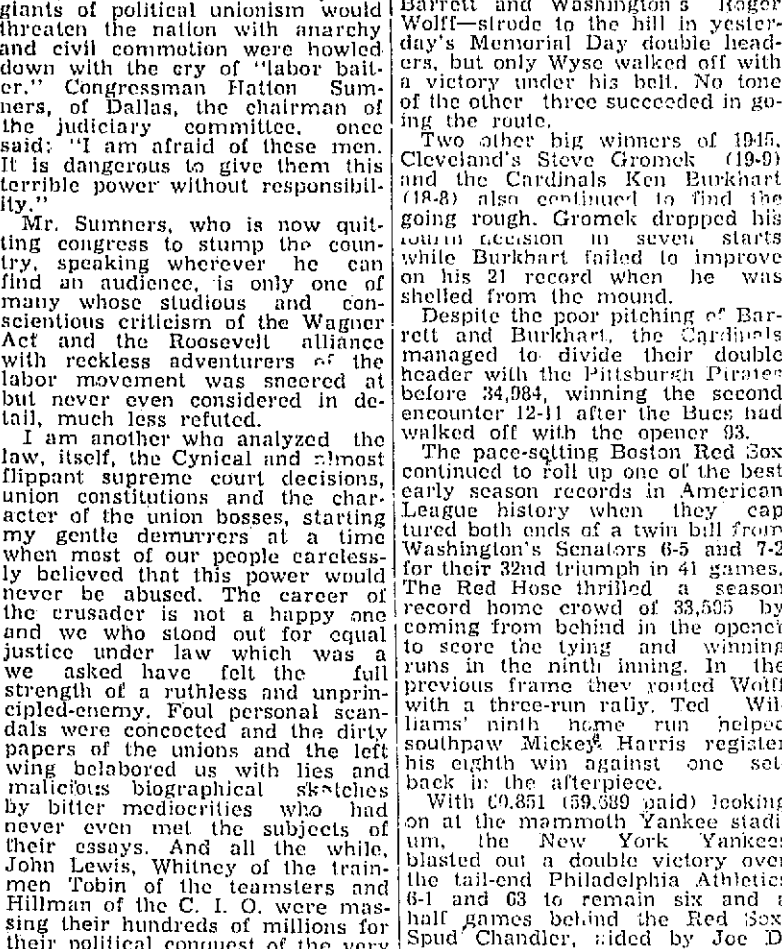 giants of political unionism would
threaten the nation with anarchy
and civil commotion were howled
down with the cry of "labor bait-
er." Congressman Hatton Sum-
ners, of Dallas, the chairman of
the judiciary committee, once
said: "I am afraid of these men.
It is dangerous to give them this
terrible power without responsibil-
ity."
Mr. Sumners, who is now quit-
ting congress to stump the coun-
try, speaking wherever he can
find an audience, is only one of
many whose studious and con-
scientious criticism of the Wagner
Act and the Roosevelt alliance
with reckless adventurers of the
labor movement was sneered at
but never even considered in de-
tail, much less refuted.
I am another who analyzed the
law, itself, the Cynical and almost
flippant supreme court decisions,
union constitutions and the char-
acter of the union bosses, starting
my gentle demurrers at a time
when most of our people careless-
ly believed that this power would
never be abused. The career of
the crusader is not a happy one
and we who stood out for equal
justice under law which was a
we asked have felt the full
strength of a ruthless and unprin-
cipled-enemy. Foul personal scan-
dals were concocted and the dirty
papers of the unions and the left
wing belabored us with lies and
malicious biographical sketches
by bitter mediocrities who had
never even met the subjects of
their essays. And all the while,
John Lewis, Whitney of the train-
men Tobin of the teamsters and
Hillman of the C. I. O. were mas-
sing their hundreds of millions for
their political conquest of the very
Barrett and Washington's Roger
Wolff—strode to the hill in yester-
day's Memorial Day double head-
ers, but only Wyse walked off with
a victory under his belt. No tone
of the other three succeeded in go-
ing the route.
Two other big winners of 19-15,
Cleveland's Steve Gromek (19-9)
and the Cardinals Ken Burkhart
(18-8) also continued to find the
going rough. Gromek dropped his
fourth decision in seven starts
while Burkhart failed to improve
on his 21 record when he was
shelled from the mound.
Despite the poor pitching of Bar-
rett and Burkhart, the Cardinals
managed to divide their double
header with the Pittsburgh Pirates
before 34,984, winning the second
encounter 12-11 after the Bucs had
walked off with the opener 93.
The pace-setting Boston Red Sox
continued to roll up one of the best
early season records in American
League history when they cap
tured both ends of a twin bill from
Washington's Senators 6-5 and 7-2
for their 32nd triumph in 41 games.
The Red Hose thrilled a season
record home crowd of 33,595 by
coming from behind in the opener
to score the tying and winning
runs in the ninth inning. In the
previous frame they routed Wolff
with a three-run rally. Ted Wil-
liams' ninth home run helped
southpaw Mickey Harris register
his eighth win against one set-
back in the afterpiece.
With paid) looking
on at the mammoth Yankee stadi
um, the New York Yankees
blasted out a double victory over
the tail-end Philadelphia Athletics
6-1 and 63 to remain six and a
half games behind the Red Sox
Spud Chandler, aided by Joe Di